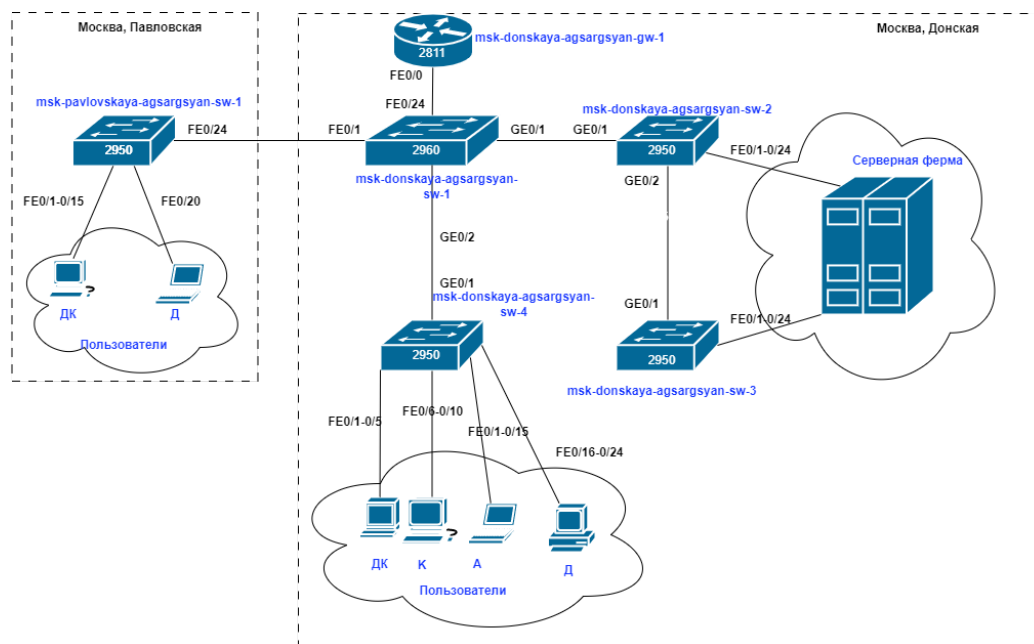 Москва, Павловская
Москва, Донская
msk-donskaya-agsargsyan-gw-1
2811
FE0/0
FE0/24
msk-pavlovskaya-agsargsyan-sw-1
2950
FE0/24
FE0/1
2960
msk-donskaya-agsargsyan-
sw-1
GE0/1
GE0/1
msk-donskaya-agsargsyan-sw-2
2950
FE0/1-0/24
GE0/2
Серверная ферма
FE0/1-0/15
FE0/20
ДК
Д
Пользователи
GE0/2
GE0/1
msk-donskaya-agsargsyan-
sw-4
2950
GE0/1
FE0/1-0/24
2950
msk-donskaya-agsargsyan-sw-3
FE0/1-0/5
FE0/6-0/10
FE0/1-0/15
FE0/16-0/24
ДК
К
А
Д
Пользователи